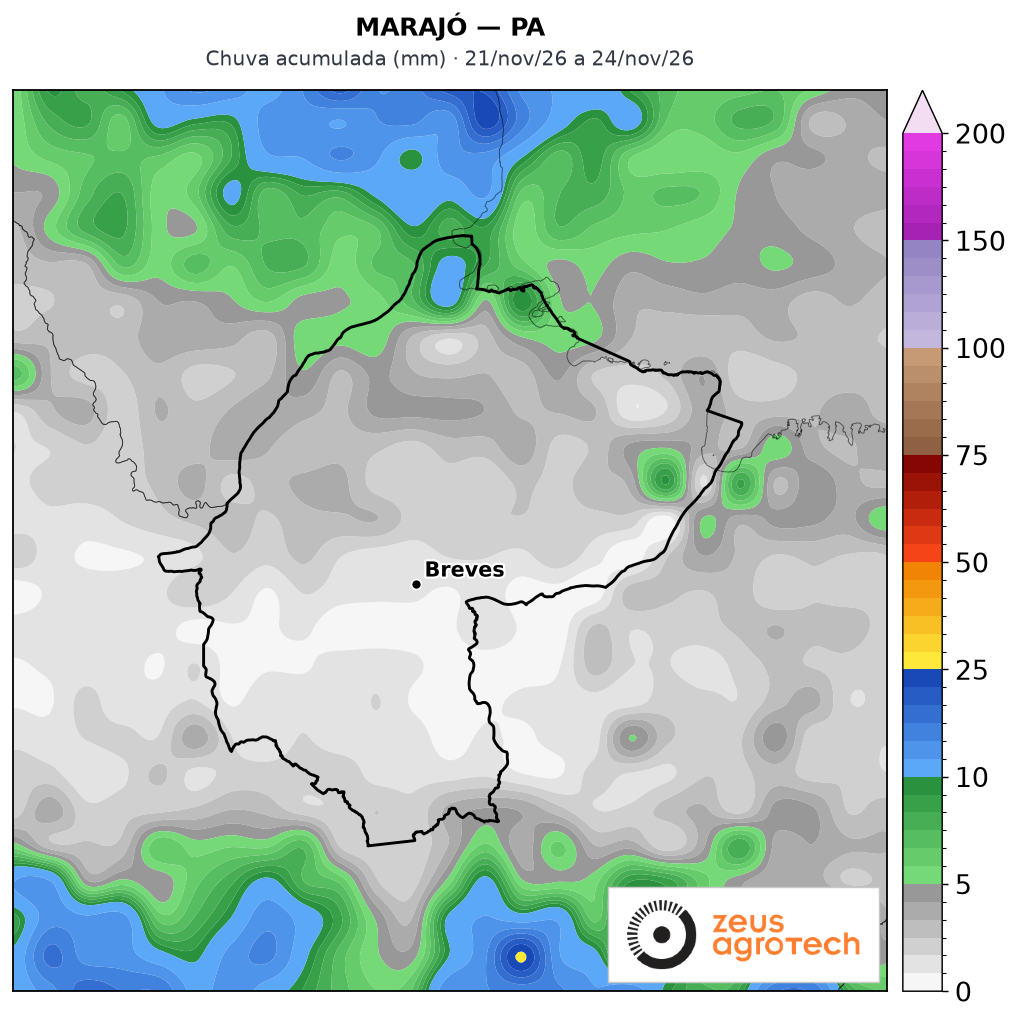 MARAJÓ — PA
Chuva acumulada (mm) · 21/nov/26 a 24/nov/26
200
150
100
75
50
25
10
5
0
Breves
zeus
agrotech